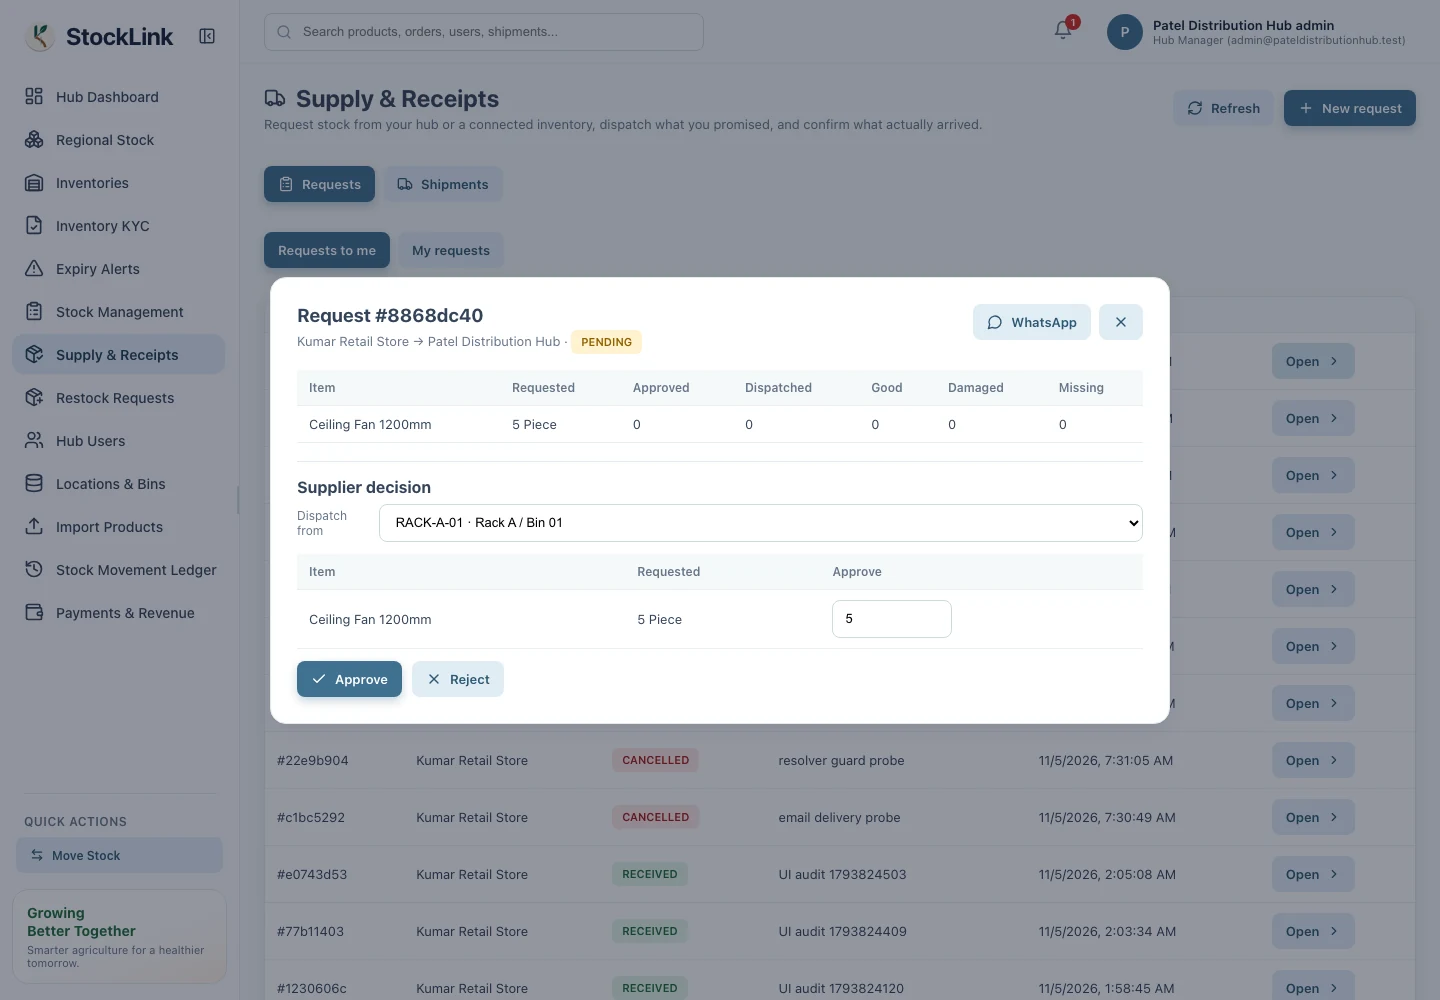 StockLink
Search products, orders, users, shipments...
1
P
Patel Distribution Hub admin
Hub Manager (admin@pateldistributionhub.test)
Hub Dashboard
Regional Stock
Inventories
Inventory KYC
Expiry Alerts
Stock Management
Supply & Receipts
Restock Requests
Hub Users
Locations & Bins
Import Products
Stock Movement Ledger
Payments & Revenue
QUICK ACTIONS
Move Stock
Growing
Better Together
Smarter agriculture for a healthier
tomorrow.
Supply & Receipts
Request stock from your hub or a connected inventory, dispatch what you promised, and confirm what actually arrived.
Refresh
New request
Requests
Shipments
Requests to me
My requests
Request #8868dc40
Kumar Retail Store → Patel Distribution Hub · PENDING
WhatsApp
Item Requested Approved Dispatched Good Damaged Missing
Ceiling Fan 1200mm 5 Piece 0 0 0 0 0
Supplier decision
Dispatch
from
RACK-A-01 · Rack A / Bin 01
Item Requested Approve
Ceiling Fan 1200mm 5 Piece 5
Approve
Reject
Open
Open
Open
Open
Open
Open
Open
#22e9b904 Kumar Retail Store CANCELLED resolver guard probe 11/5/2026, 7:31:05 AM Open
#c1bc5292 Kumar Retail Store CANCELLED email delivery probe 11/5/2026, 7:30:49 AM Open
#e0743d53 Kumar Retail Store RECEIVED UI audit 1793824503 11/5/2026, 2:05:08 AM Open
#77b11403 Kumar Retail Store RECEIVED UI audit 1793824409 11/5/2026, 2:03:34 AM Open
#1230606c Kumar Retail Store RECEIVED UI audit 1793824120 11/5/2026, 1:58:45 AM Open